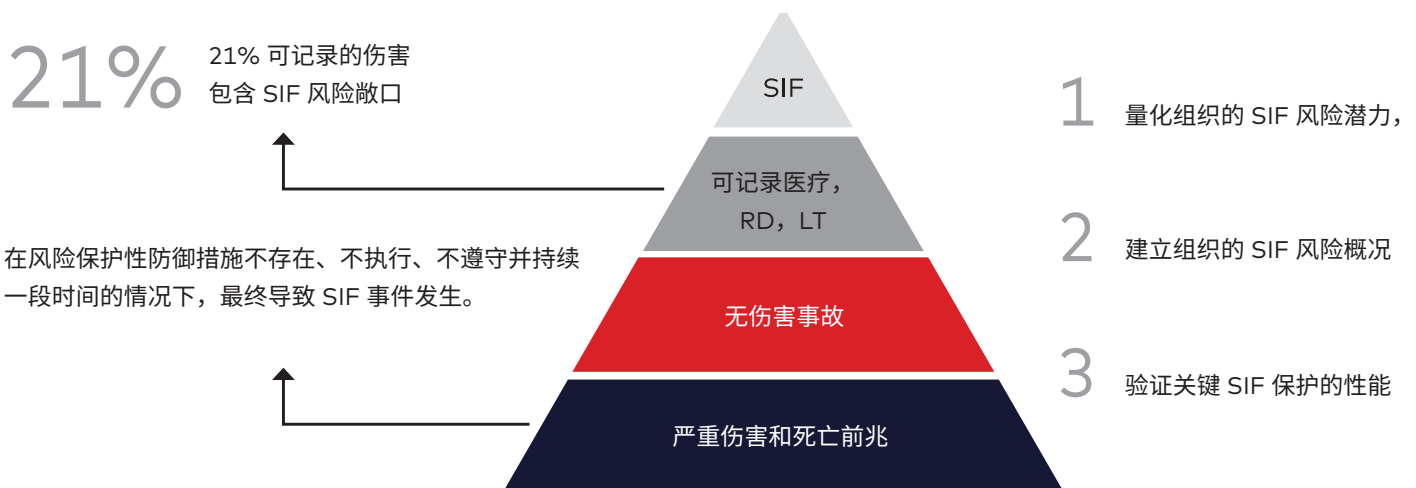 21%
21% 可记录的伤害
包含 SIF 风险敞口
在风险保护性防御措施不存在、不执行、不遵守并持续
一段时间的情况下，最终导致 SIF 事件发生。
SIF
可记录医疗，
RD，LT
无伤害事故
严重伤害和死亡前兆
1
量化组织的 SIF 风险潜力，
2
建立组织的 SIF 风险概况
3
验证关键 SIF 保护的性能